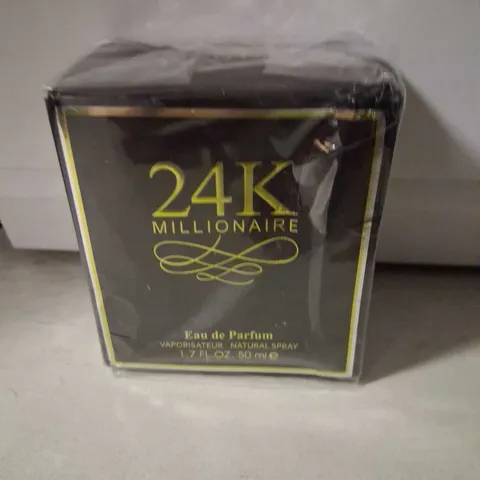 24K
MILLIONAIRE
Eau de Parfum
VAPORISATEUR NATURAL SPRAY
1.7 FL.OZ. 50 ml ℮